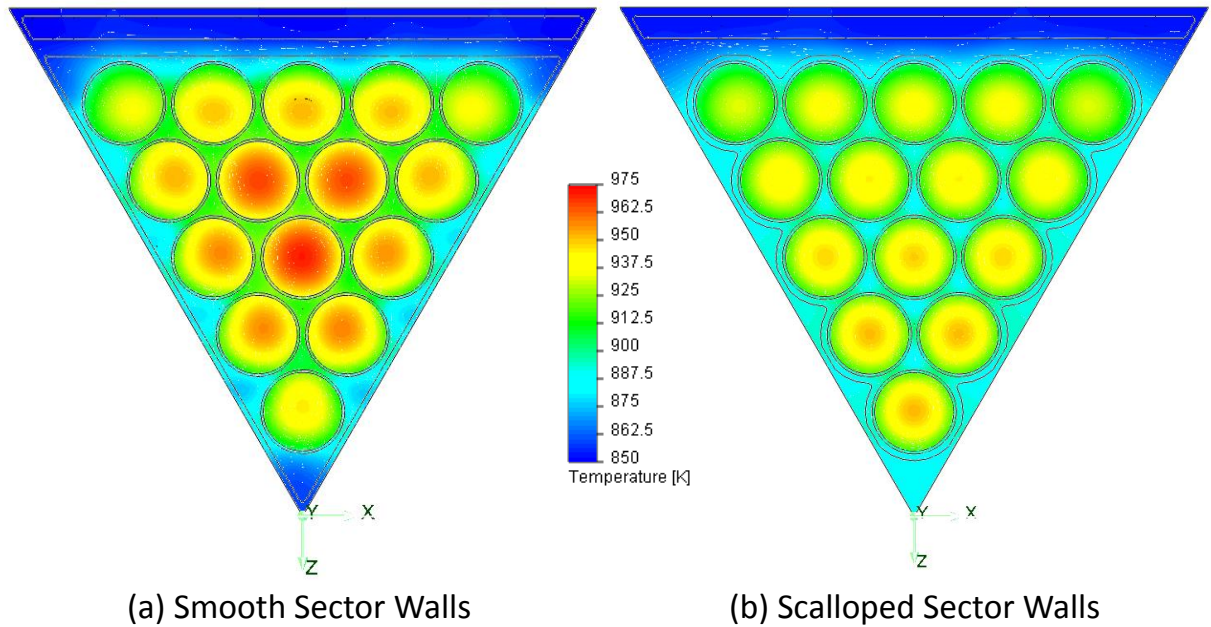 975
962.5
950
937.5
925
912.5
900
887.5
875
862.5
850
Temperature [K]
Y X
Z
Y X
Z
(a) Smooth Sector Walls
(b) Scalloped Sector Walls